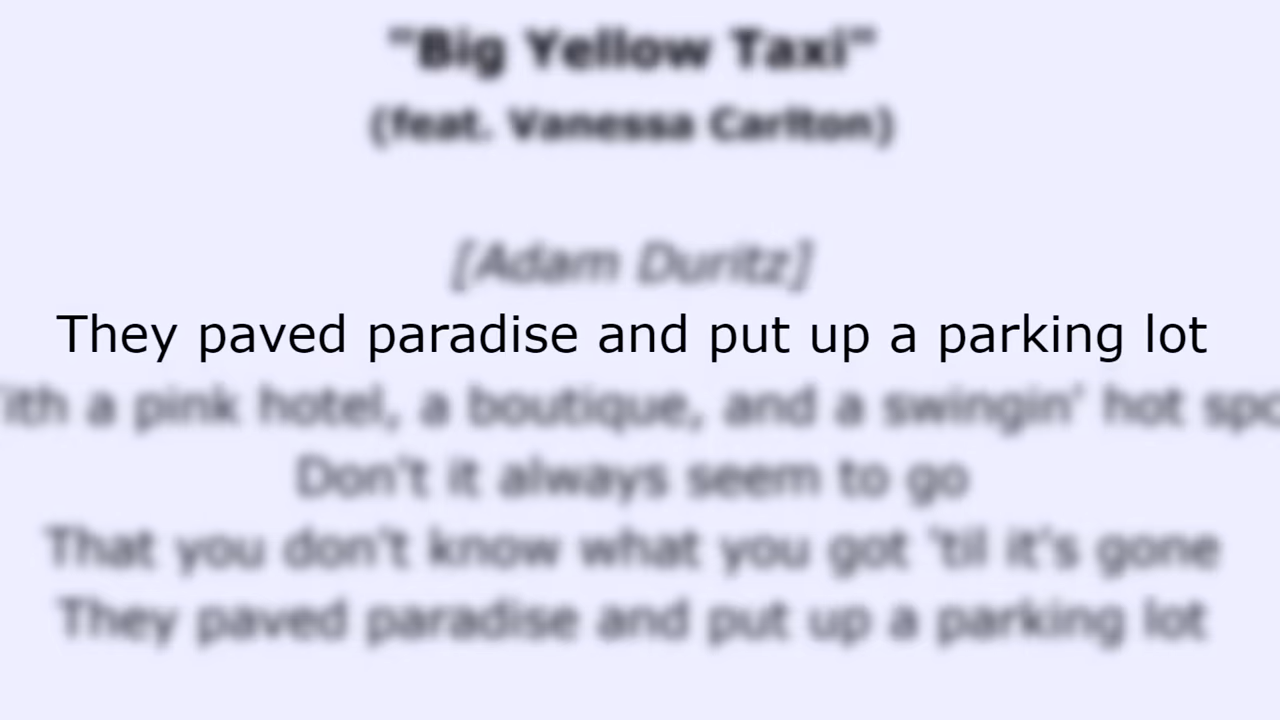 "Big Yellow Taxi"
(feat. Vanessa Carlton)
[Adam Duritz]
They paved paradise and put up a parking lot
ith a pink hotel, a boutique, and a swingin' hot spo
Don't it always seem to go
That you don't know what you got 'til it's gone
They paved paradise and put up a parking lot